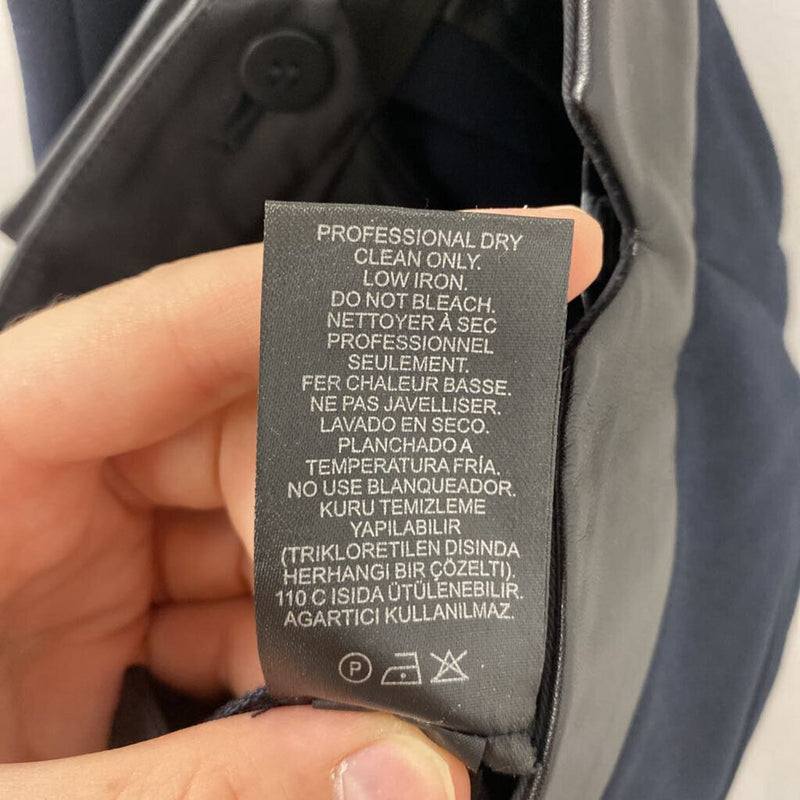 PROFESSIONAL DRY
CLEAN ONLY.
LOW IRON.
DO NOT BLEACH.
NETTOYER À SEC
PROFESSIONNEL
SEULEMENT.
FER CHALEUR BASSE.
NE PAS JAVELLISER.
LAVADO EN SECO.
PLANCHADO A
TEMPERATURA FRÍA.
NO USE BLANQUEADOR.
KURU TEMIZLEME
YAPILABILIR
(TRIKLORETILEN DISINDA
HERHANGI BIR ÇÖZELTI).
110 C ISIDA ÜTÜLENEBILIR.
AGARTICI KULLANILMAZ.
P